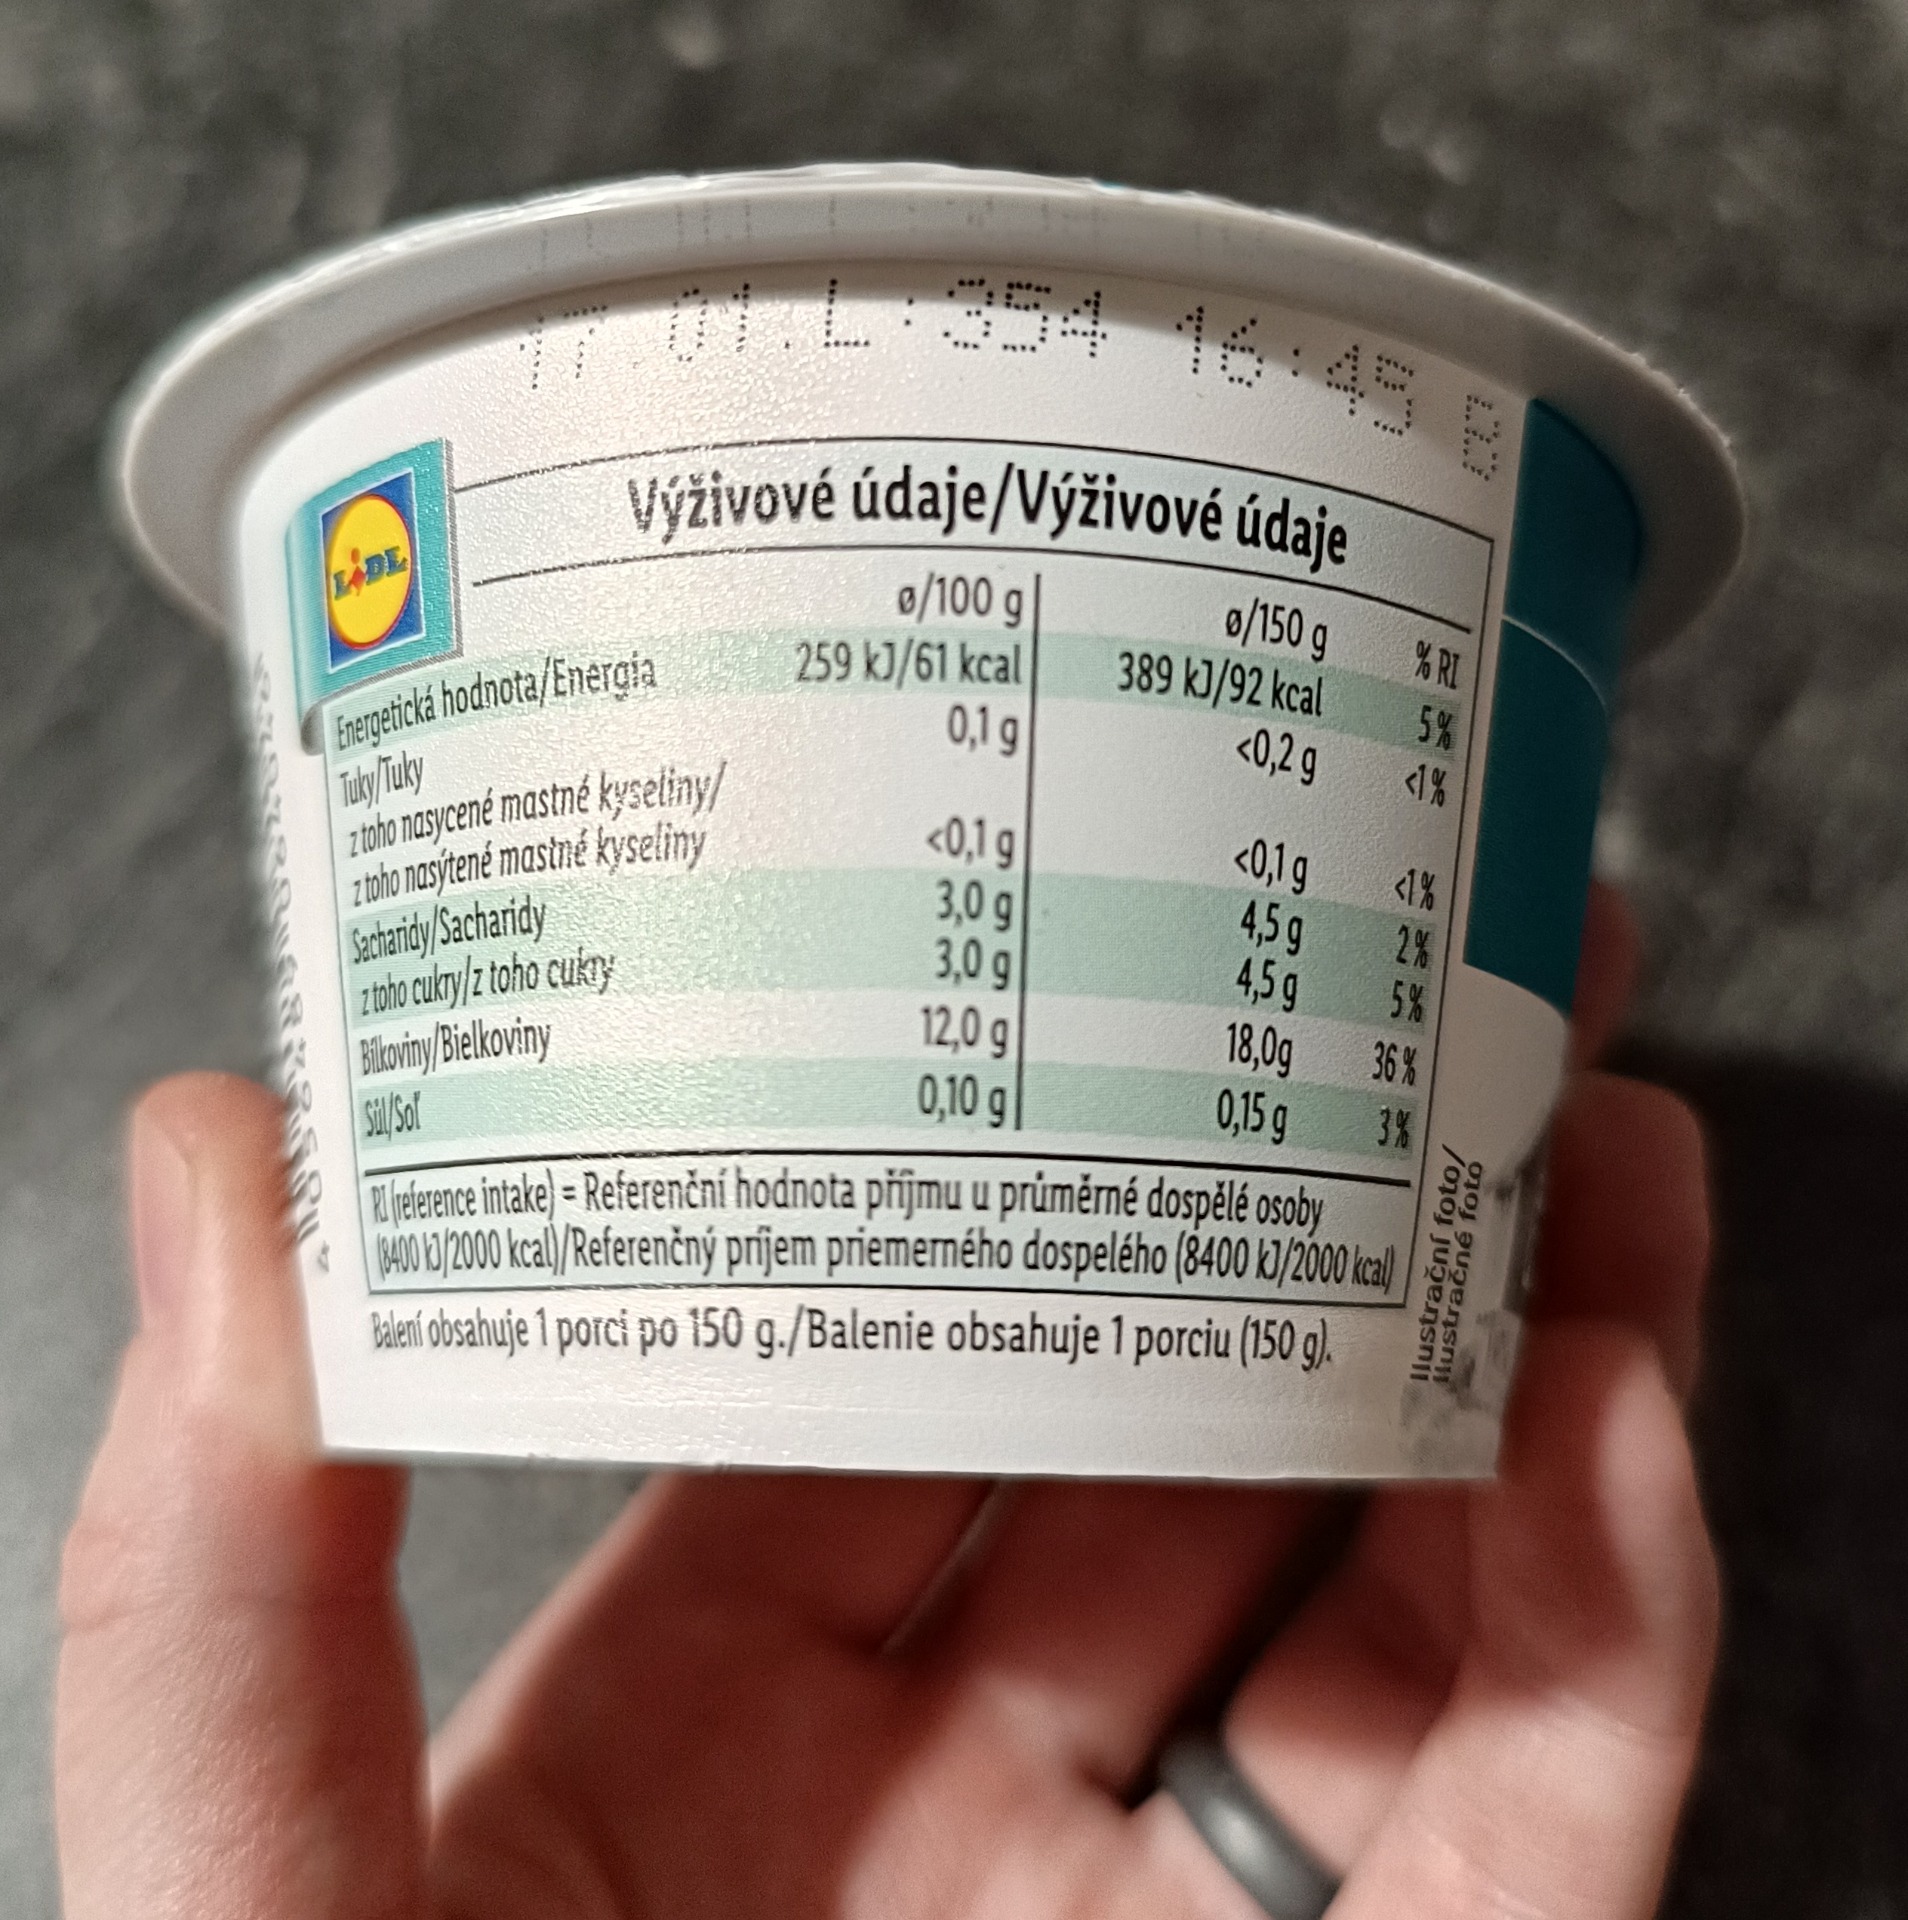 17.01.L:354 16:45 B
LIDL
Výživové údaje/Výživové údaje
ø/100 g ø/150 g % RI
Energetická hodnota/Energia 259 kJ/61 kcal 389 kJ/92 kcal 5%
Tuky/Tuky 0,1 g <0,2 g <1%
z toho nasycené mastné kyseliny/
z toho nasýtené mastné kyseliny <0,1 g <0,1 g <1%
Sacharidy/Sacharidy 3,0 g 4,5 g 2%
z toho cukry/z toho cukry 3,0 g 4,5 g 5%
Bílkoviny/Bielkoviny 12,0 g 18,0g 36%
Sůl/Soľ 0,10 g 0,15 g 3%
RI (reference intake) = Referenční hodnota příjmu u průměrné dospělé osoby
(8400 kJ/2000 kcal)/Referenčný príjem priemerného dospelého (8400 kJ/2000 kcal)
Balení obsahuje 1 porci po 150 g./Balenie obsahuje 1 porciu (150 g).
Ilustrační foto/
Ilustračné foto